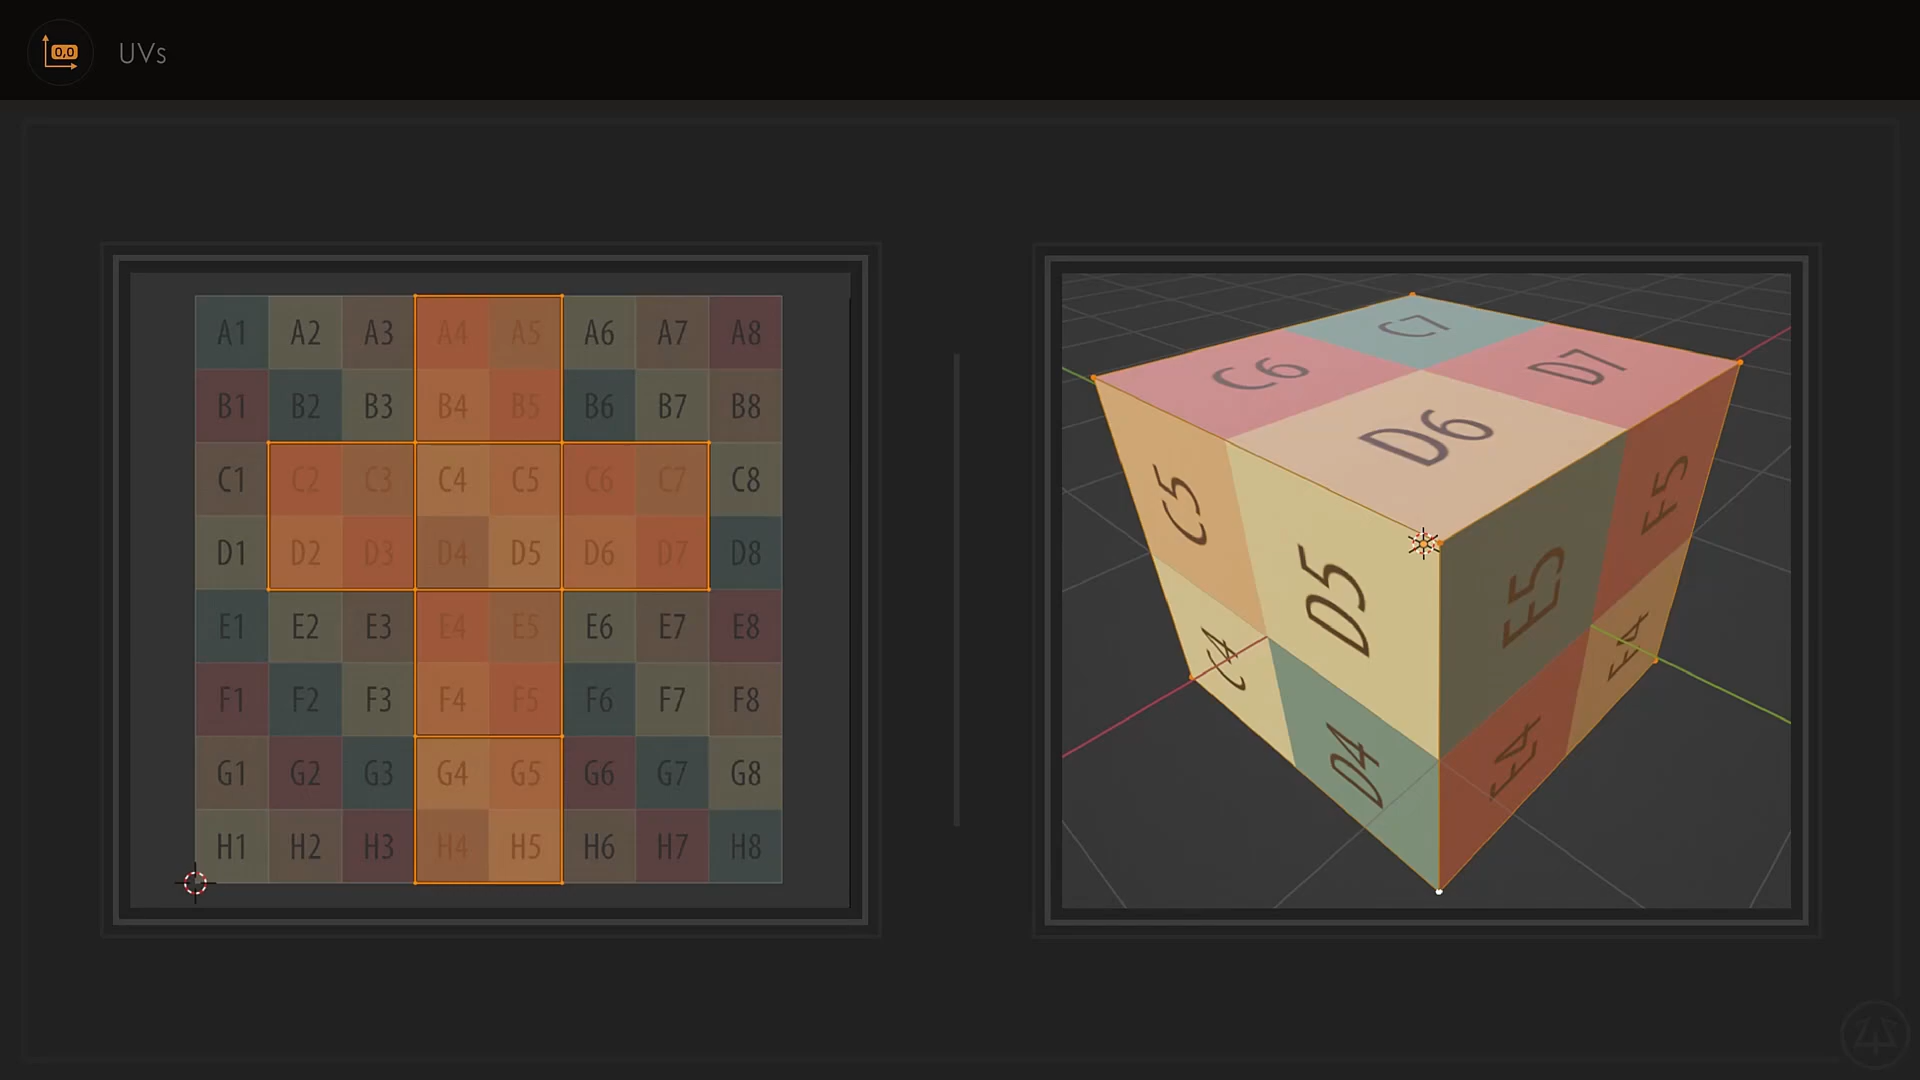 0,0 UVs
A1 A2 A3 A4 A5 A6 A7 A8
B1 B2 B3 B4 B5 B6 B7 B8
C1 C2 C3 C4 C5 C6 C7 C8
D1 D2 D3 D4 D5 D6 D7 D8
E1 E2 E3 E4 E5 E6 E7 E8
F1 F2 F3 F4 F5 F6 F7 F8
G1 G2 G3 G4 G5 G6 G7 G8
H1 H2 H3 H4 H5 H6 H7 H8
C7
C6 D7
D6
C5 D5 E5 F5
C4 D4 E4 F4